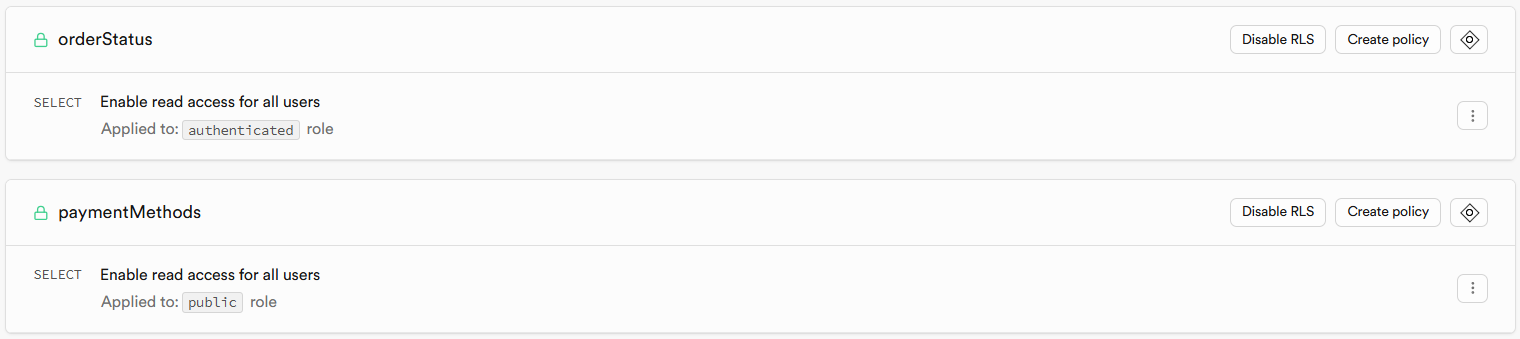 orderStatus Disable RLS Create policy
SELECT Enable read access for all users
Applied to: authenticated role
paymentMethods Disable RLS Create policy
SELECT Enable read access for all users
Applied to: public role